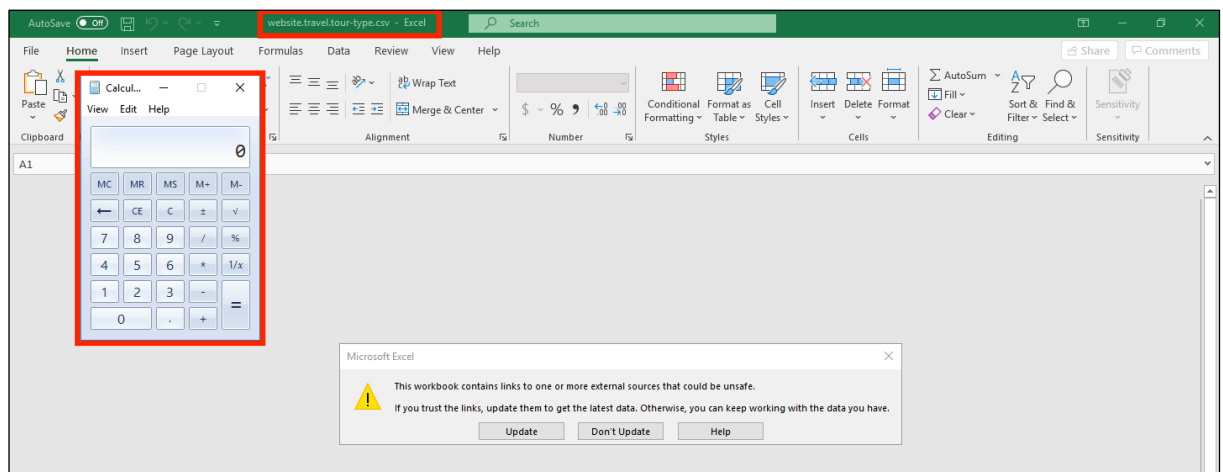 AutoSave Off website.travel.tour-type.csv - Excel Search
File Home Insert Page Layout Formulas Data Review View Help Share Comments
Paste
Clipboard
Wrap Text
Merge & Center
Alignment
$ % 9 .00
Number
Conditional Formatting
Format as Table
Cell Styles
Styles
Insert Delete Format
Cells
AutoSum
Fill
Clear
Sort & Filter
Find & Select
Editing
Sensitivity
Sensitivity
A1
Calcul...
View Edit Help
0
MC MR MS M+ M-
← CE C ± √
7 8 9 / %
4 5 6 * 1/x
1 2 3 - =
0 . +
Microsoft Excel
This workbook contains links to one or more external sources that could be unsafe.
If you trust the links, update them to get the latest data. Otherwise, you can keep working with the data you have.
Update Don't Update Help